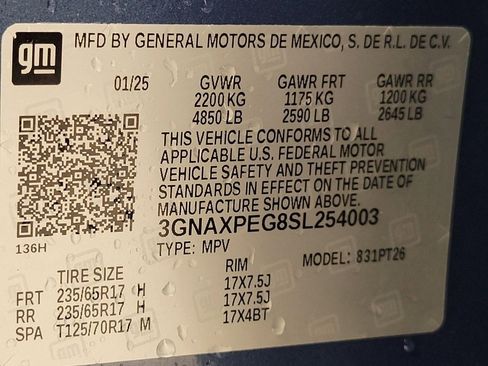 gm
MFD BY GENERAL MOTORS DE MEXICO, S. DE R.L. DE C.V.
01/25 GVWR GAWR FRT GAWR RR
2200 KG 1175 KG 1200 KG
4850 LB 2590 LB 2645 LB
THIS VEHICLE CONFORMS TO ALL
APPLICABLE U.S. FEDERAL MOTOR
VEHICLE SAFETY AND THEFT PREVENTION
STANDARDS IN EFFECT ON THE DATE OF
MANUFACTURE SHOWN ABOVE.
3GNAXPEG8SL254003
136H
TYPE: MPV MODEL: 831PT26
TIRE SIZE RIM
FRT 235/65R17 H 17X7.5J
RR 235/65R17 H 17X7.5J
SPA T125/70R17 M 17X4BT